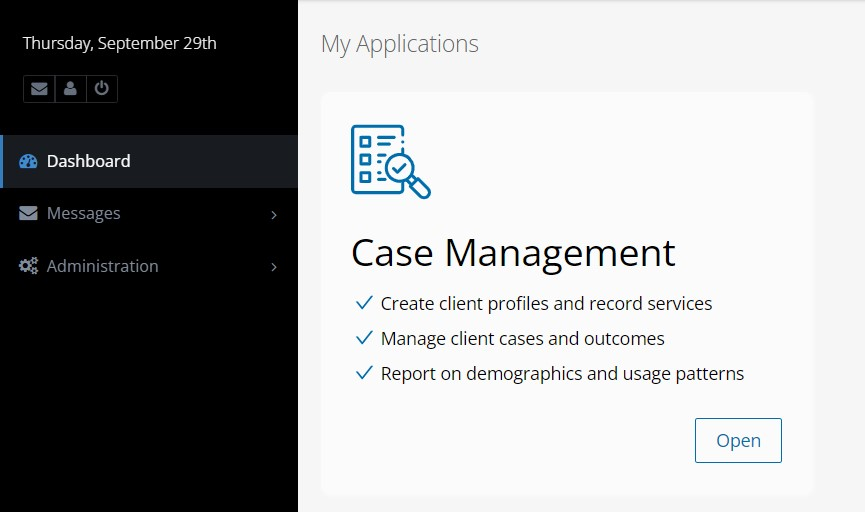 Thursday, September 29th
Dashboard
Messages
Administration
My Applications
Case Management
Create client profiles and record services
Manage client cases and outcomes
Report on demographics and usage patterns
Open